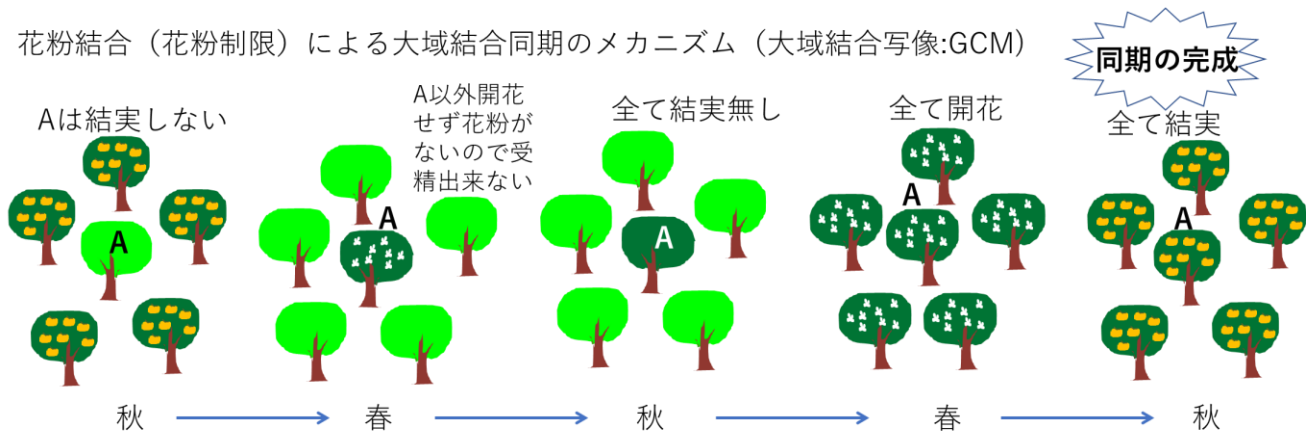 花粉結合（花粉制限）による大域結合同期のメカニズム（大域結合写像:GCM）
同期の完成
Aは結実しない
A以外開花
せず花粉が
ないので受
精出来ない
全て結実無し
全て開花
全て結実
A
A
A
A
A
秋
春
秋
春
秋